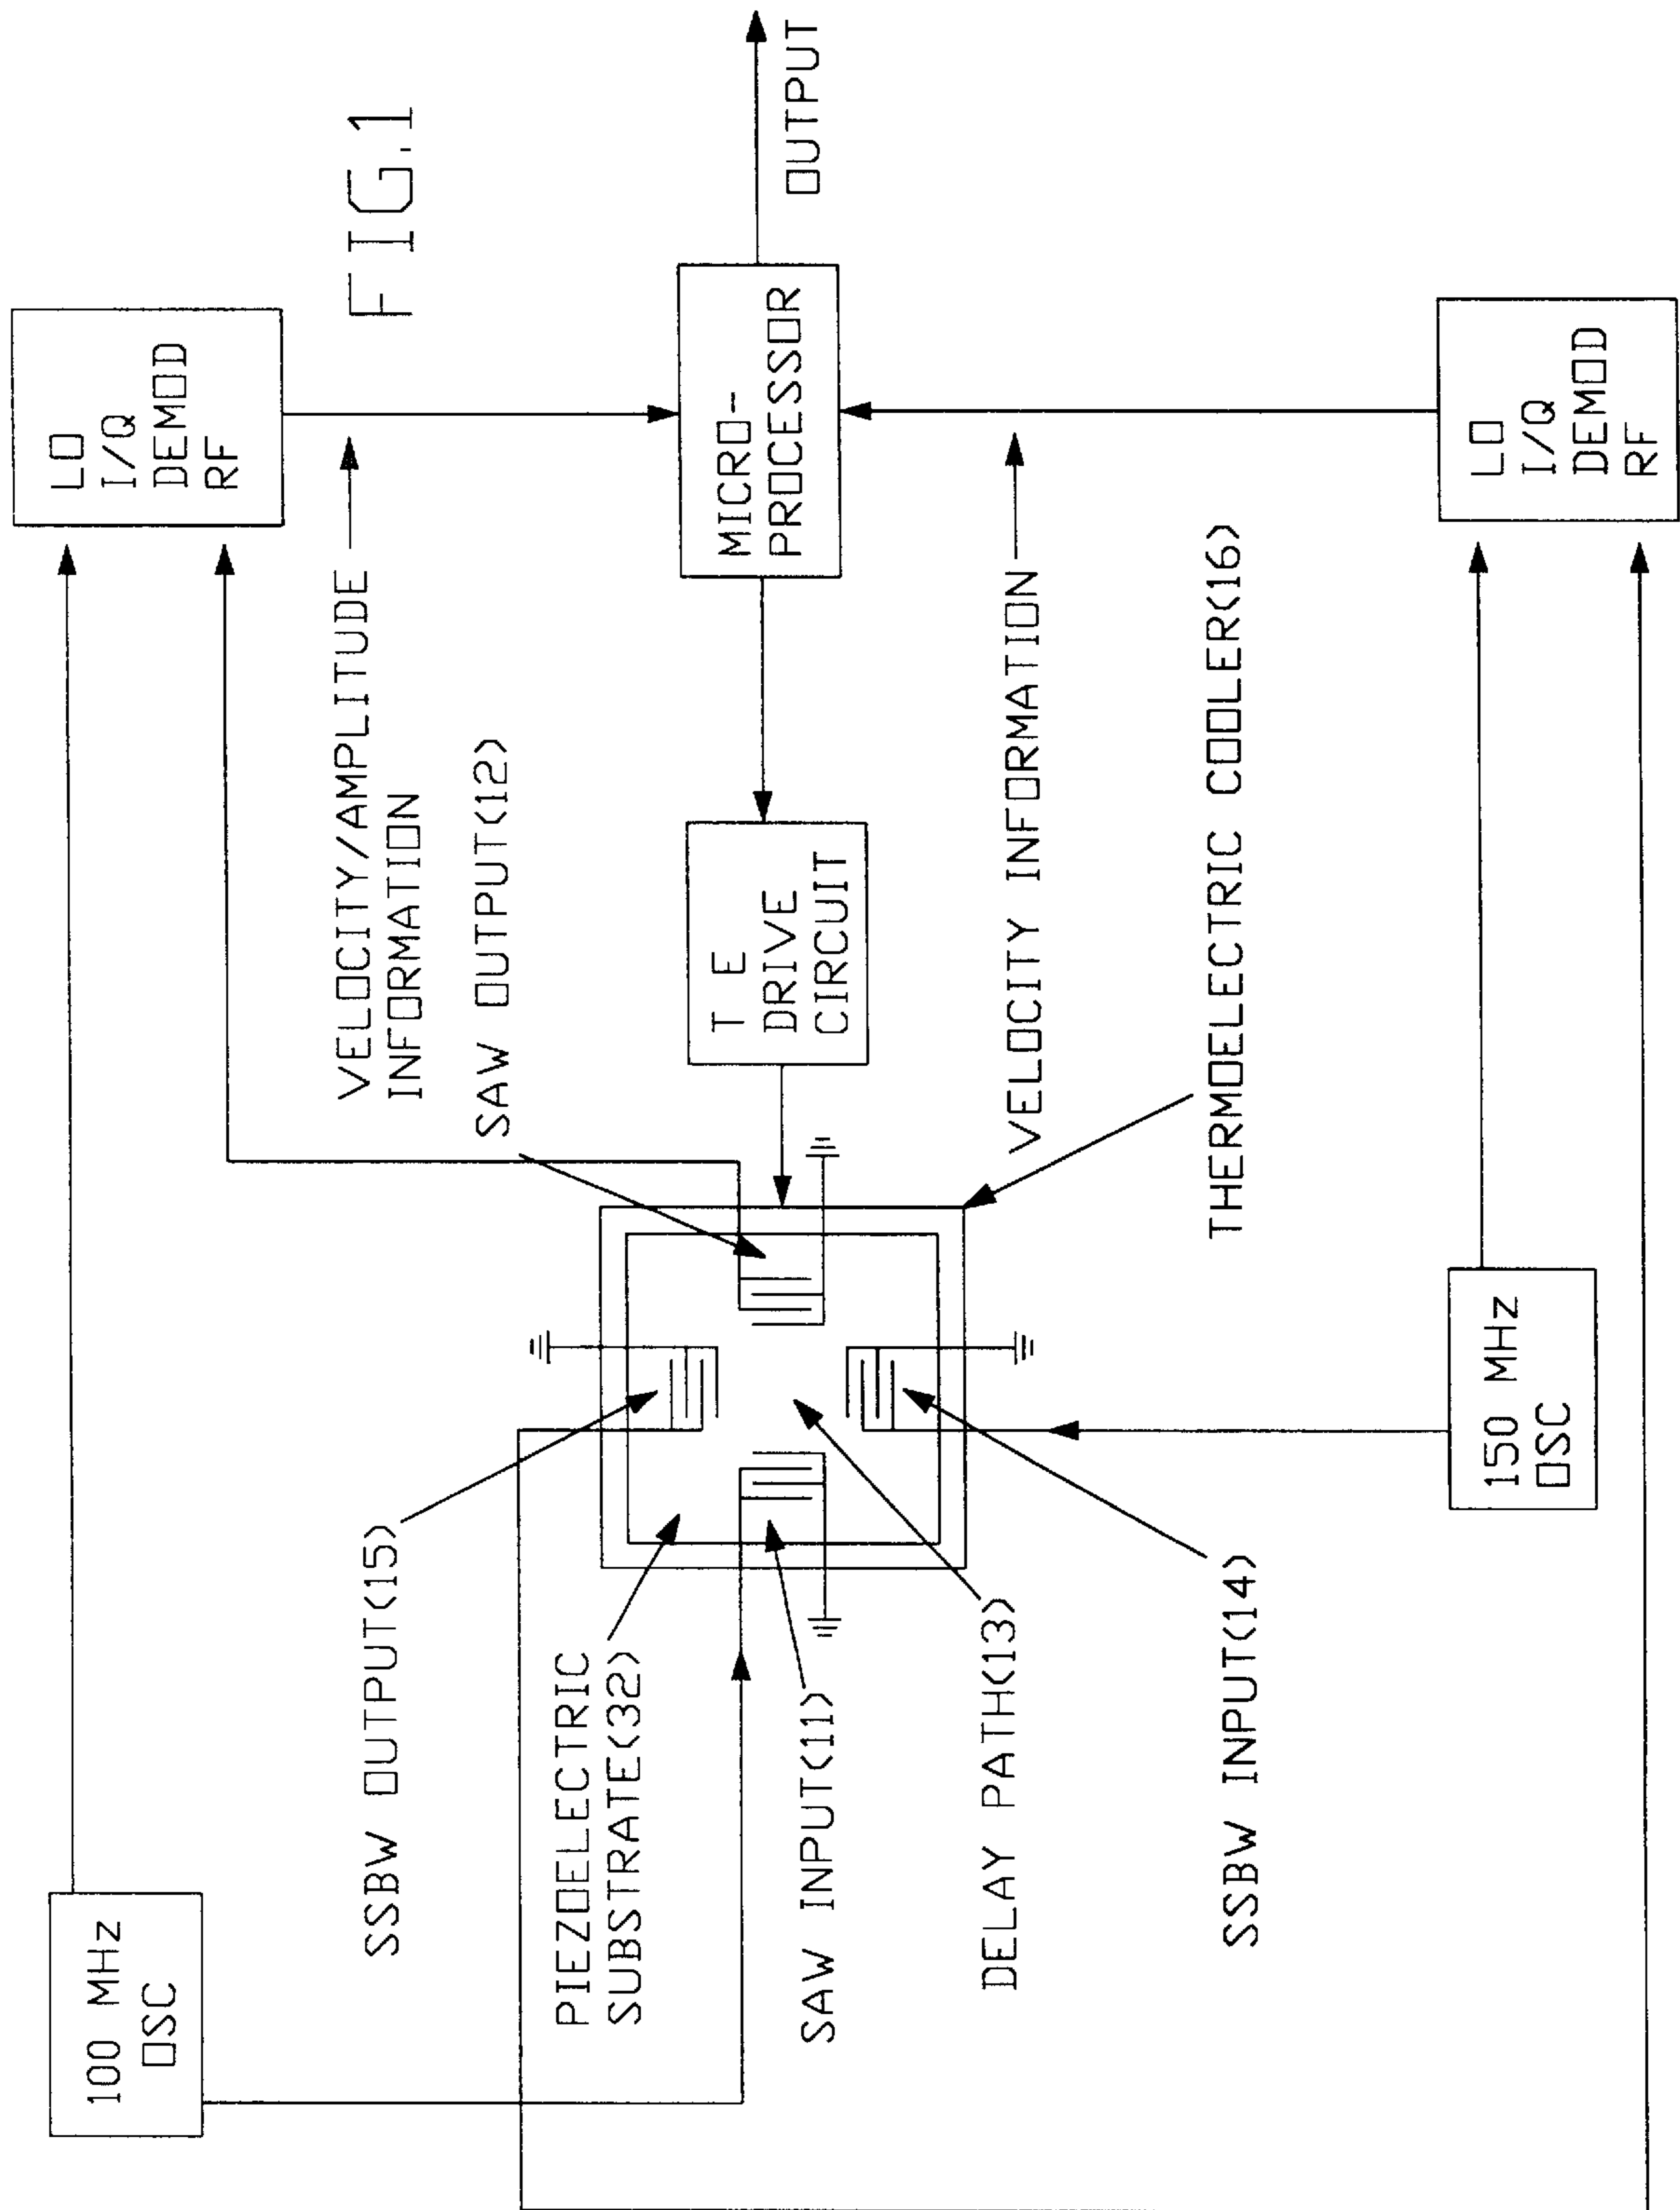 FIG.1
100 MHz
OSC
LO
I/Q
DEMOD
RF
VELOCITY/AMPLITUDE
INFORMATION
SSBW OUTPUT(15)
SAW OUTPUT(12)
PIEZOELECTRIC
SUBSTRATE(32)
T E
DRIVE
CIRCUIT
MICRO-
PROCESSOR
OUTPUT
SAW INPUT(11)
DELAY PATH(13)
VELOCITY INFORMATION
SSBW INPUT(14)
THERMOELECTRIC COOLER(16)
150 MHz
OSC
LO
I/Q
DEMOD
RF